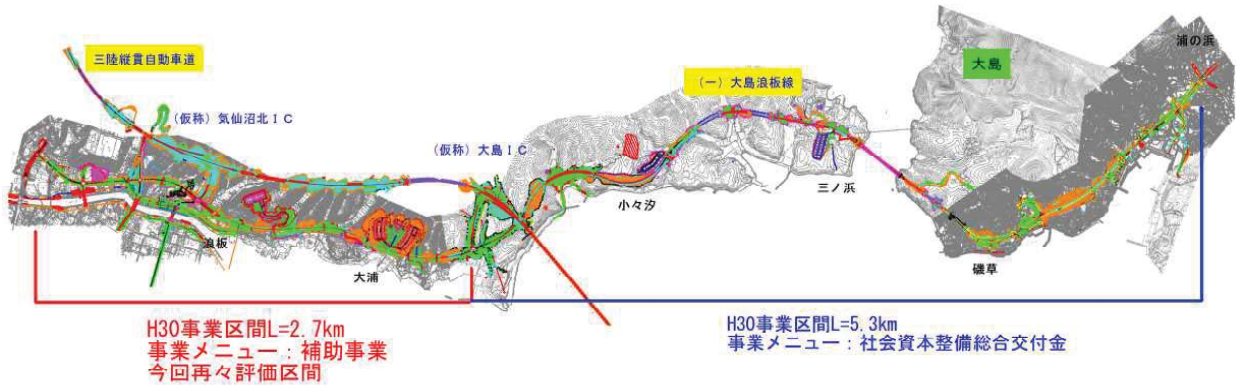 三陸縦貫自動車道
(仮称) 気仙沼北IC
(仮称) 大島IC
(一) 大島浪板線
大島
浦の浜
三ノ浜
小々汐
磯草
浪板
大浦
H30事業区間L=2.7km
事業メニュー：補助事業
今回再々評価区間
H30事業区間L=5.3km
事業メニュー：社会資本整備総合交付金